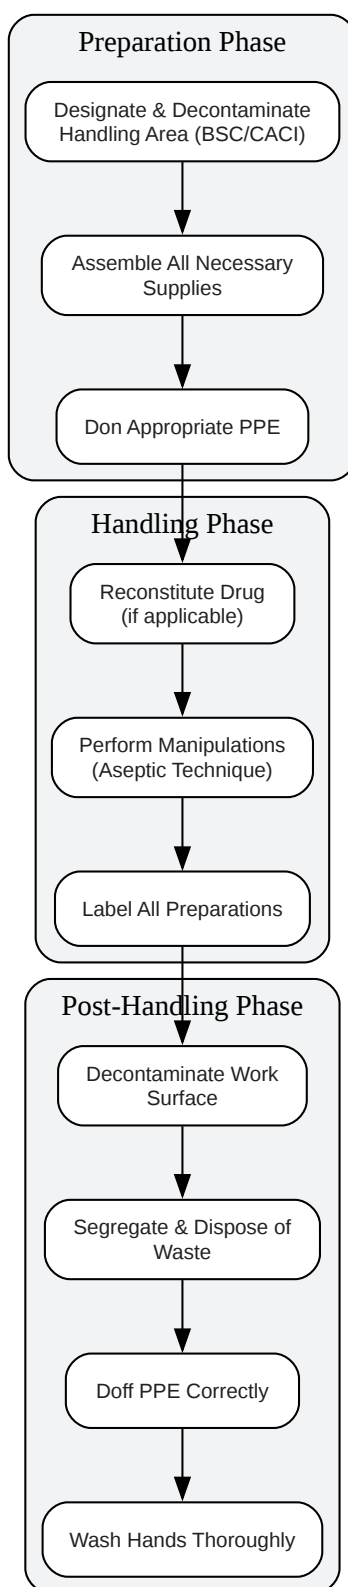 Preparation Phase
Designate & Decontaminate
Handling Area (BSC/CACI)
Assemble All Necessary
Supplies
Don Appropriate PPE
Handling Phase
Reconstitute Drug
(if applicable)
Perform Manipulations
(Aseptic Technique)
Label All Preparations
Post-Handling Phase
Decontaminate Work
Surface
Segregate & Dispose of
Waste
Doff PPE Correctly
Wash Hands Thoroughly